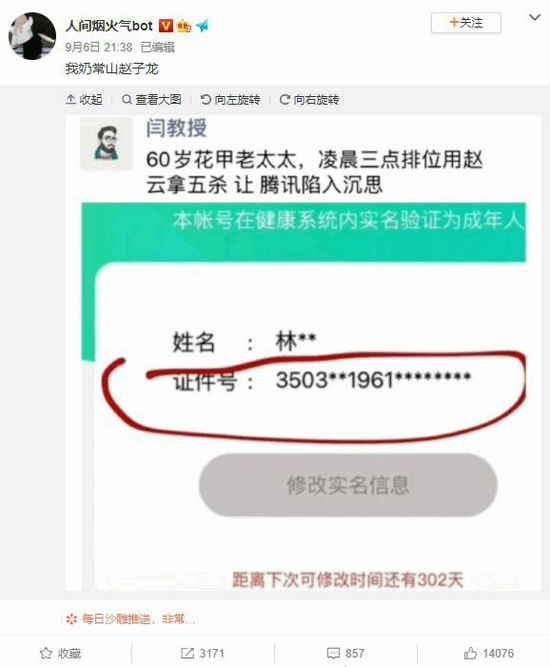 人间烟火气bot
+关注
9月6日 21:38 已编辑
我奶常山赵子龙
收起 查看大图 向左旋转 向右旋转
闫教授
60岁花甲老太太，凌晨三点排位用赵
云拿五杀 让 腾讯陷入沉思
本帐号在健康系统内实名验证为成年人
姓名 ： 林**
证件号： 3503**1961********
修改实名信息
距离下次可修改时间还有302天
每日沙雕推送，非常...
收藏 3171 857 14076